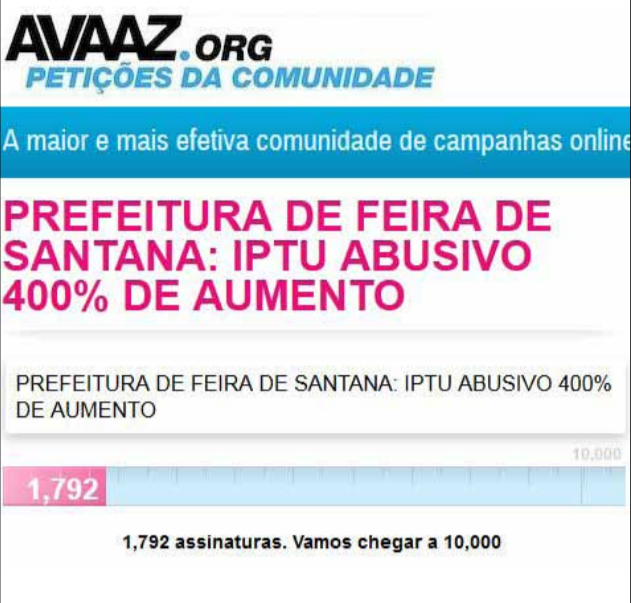 AVAAZ.ORG
PETIÇÕES DA COMUNIDADE
A maior e mais efetiva comunidade de campanhas online
PREFEITURA DE FEIRA DE
SANTANA: IPTU ABUSIVO
400% DE AUMENTO
PREFEITURA DE FEIRA DE SANTANA: IPTU ABUSIVO 400%
DE AUMENTO
10,000
1,792
1,792 assinaturas. Vamos chegar a 10,000